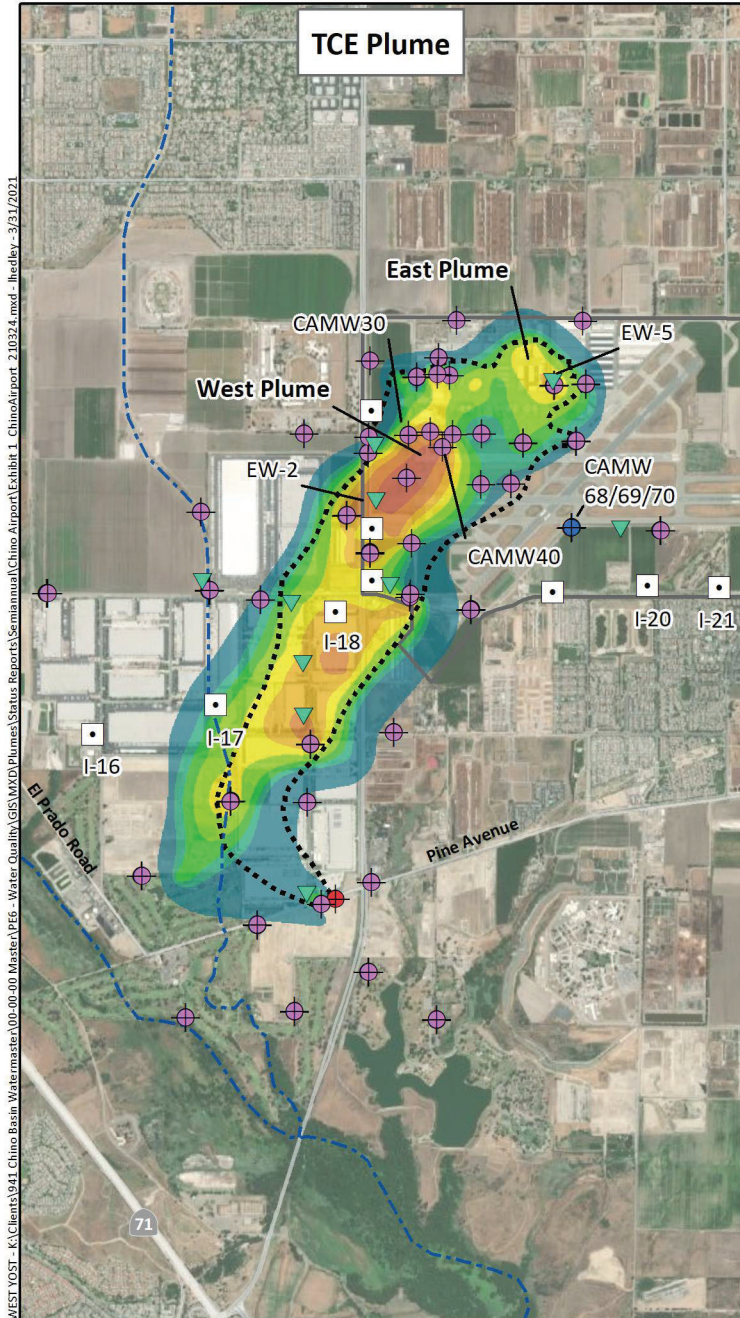 TCE Plume
East Plume
CAMW30
EW-5
West Plume
EW-2
CAMW
68/69/70
CAMW40
I-18
I-20
I-21
I-17
I-16
El Prado Road
Pine Avenue
71
WEST YOST - K:\Clients\941 Chino Basin Watermaster\00-00-00 Master\PE6 - Water Quality\GIS\MXD\Plumes\Status Reports\Semiannual\Chino Airport\Exhibit 1_ChinoAirport_210324.mxd - lhedley - 3/31/2021